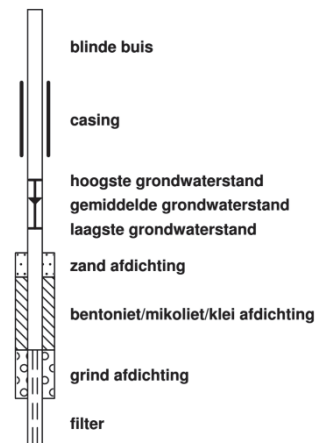 blinde buis
casing
hoogste grondwaterstand
gemiddelde grondwaterstand
laagste grondwaterstand
zand afdichting
bentoniet/mikoliet/klei afdichting
grind afdichting
filter